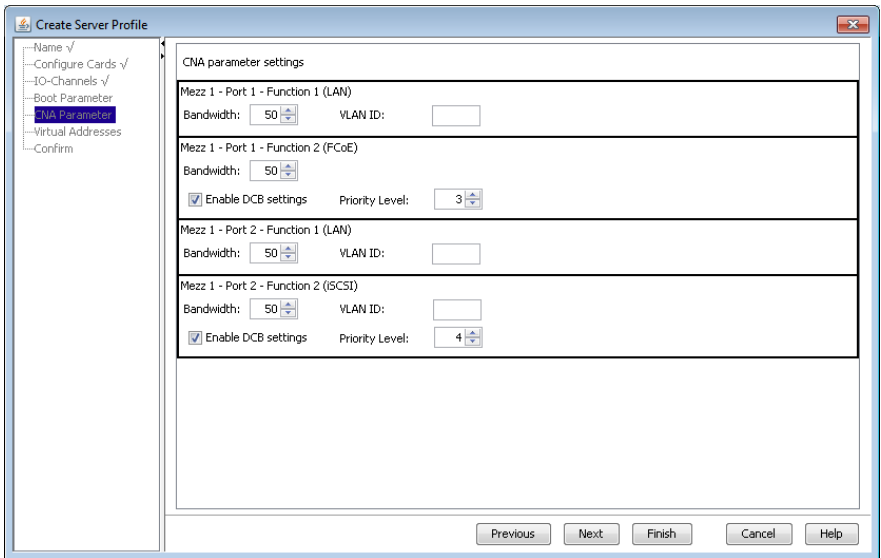 Create Server Profile
Name √
Configure Cards √
IO-Channels √
Boot Parameter
CNA Parameter
Virtual Addresses
Confirm
CNA parameter settings
Mezz 1 - Port 1 - Function 1 (LAN)
Bandwidth: 50 VLAN ID:
Mezz 1 - Port 1 - Function 2 (FCoE)
Bandwidth: 50
Enable DCB settings Priority Level: 3
Mezz 1 - Port 2 - Function 1 (LAN)
Bandwidth: 50 VLAN ID:
Mezz 1 - Port 2 - Function 2 (iSCSI)
Bandwidth: 50 VLAN ID:
Enable DCB settings Priority Level: 4
Previous Next Finish Cancel Help